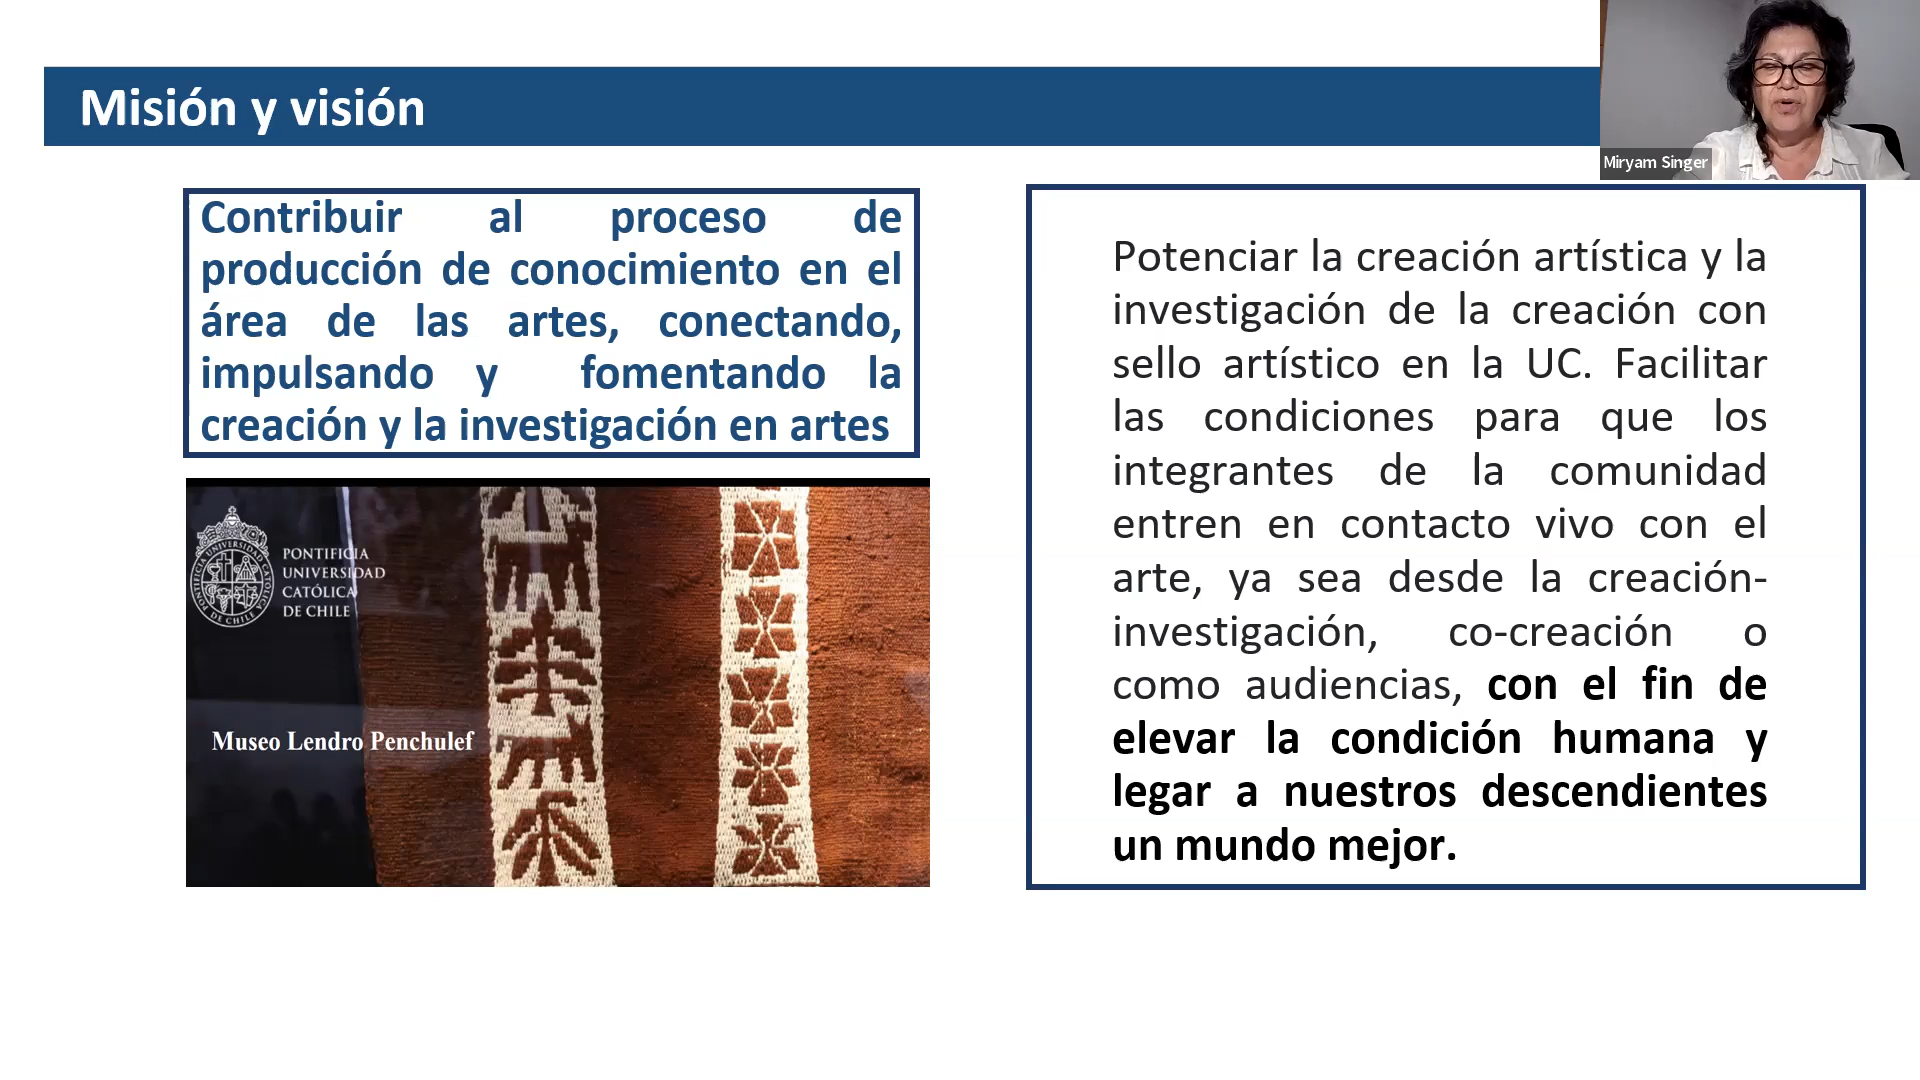 Misión y visión
Miryam Singer
Contribuir al proceso de
producción de conocimiento en el
área de las artes, conectando,
impulsando y fomentando la
creación y la investigación en artes
PONTIFICIA
UNIVERSIDAD
CATÓLICA
DE CHILE
Museo Lendro Penchulef
Potenciar la creación artística y la
investigación de la creación con
sello artístico en la UC. Facilitar
las condiciones para que los
integrantes de la comunidad
entren en contacto vivo con el
arte, ya sea desde la creación-
investigación, co-creación o
como audiencias, con el fin de
elevar la condición humana y
legar a nuestros descendientes
un mundo mejor.